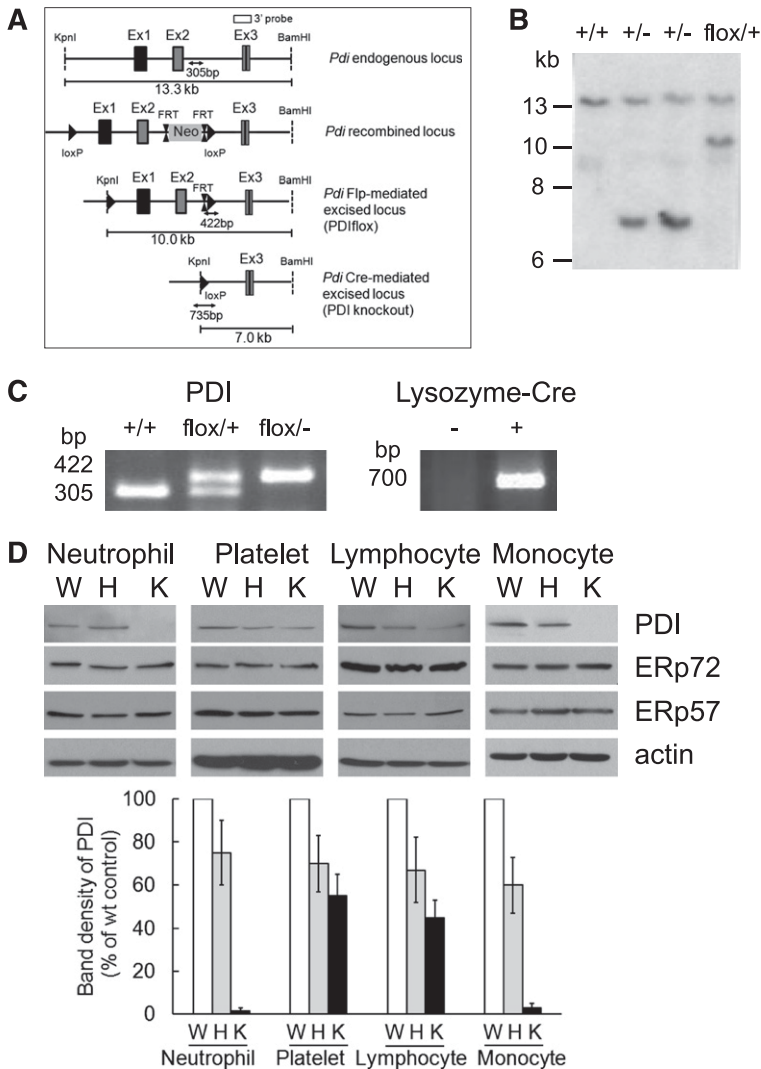 A
3' probe
KpnI
Ex1
Ex2
Ex3
BamHI
305bp
13.3 kb
Pdi endogenous locus
Ex1
Ex2
FRT
FRT
Ex3
BamHI
Neo
loxP
loxP
Pdi recombined locus
KpnI
Ex1
Ex2
FRT
Ex3
BamHI
422bp
10.0 kb
Pdi Flp-mediated
excised locus
(PDIflox)
KpnI
Ex3
BamHI
loxP
735bp
7.0 kb
Pdi Cre-mediated
excised locus
(PDI knockout)
B
+/+ +/- +/- flox/+
kb
13
10
8
6
C
PDI
bp
+/+ flox/+ flox/-
422
305
Lysozyme-Cre
- +
bp
700
D
Neutrophil Platelet Lymphocyte Monocyte
W H K W H K W H K W H K
PDI
ERp72
ERp57
actin
Band density of PDI
(% of wt control)
100
80
60
40
20
0
W H K W H K W H K W H K
Neutrophil Platelet Lymphocyte Monocyte